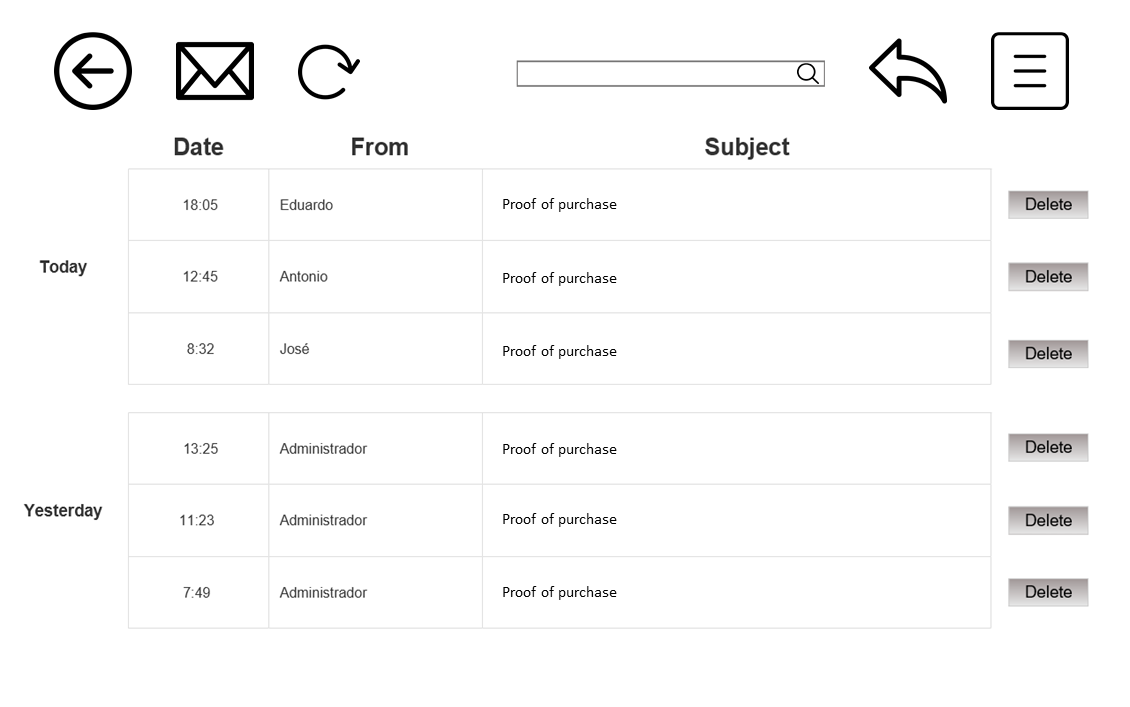 Date From Subject
18:05 Eduardo Proof of purchase Delete
Today
12:45 Antonio Proof of purchase Delete
8:32 José Proof of purchase Delete
13:25 Administrador Proof of purchase Delete
Yesterday
11:23 Administrador Proof of purchase Delete
7:49 Administrador Proof of purchase Delete